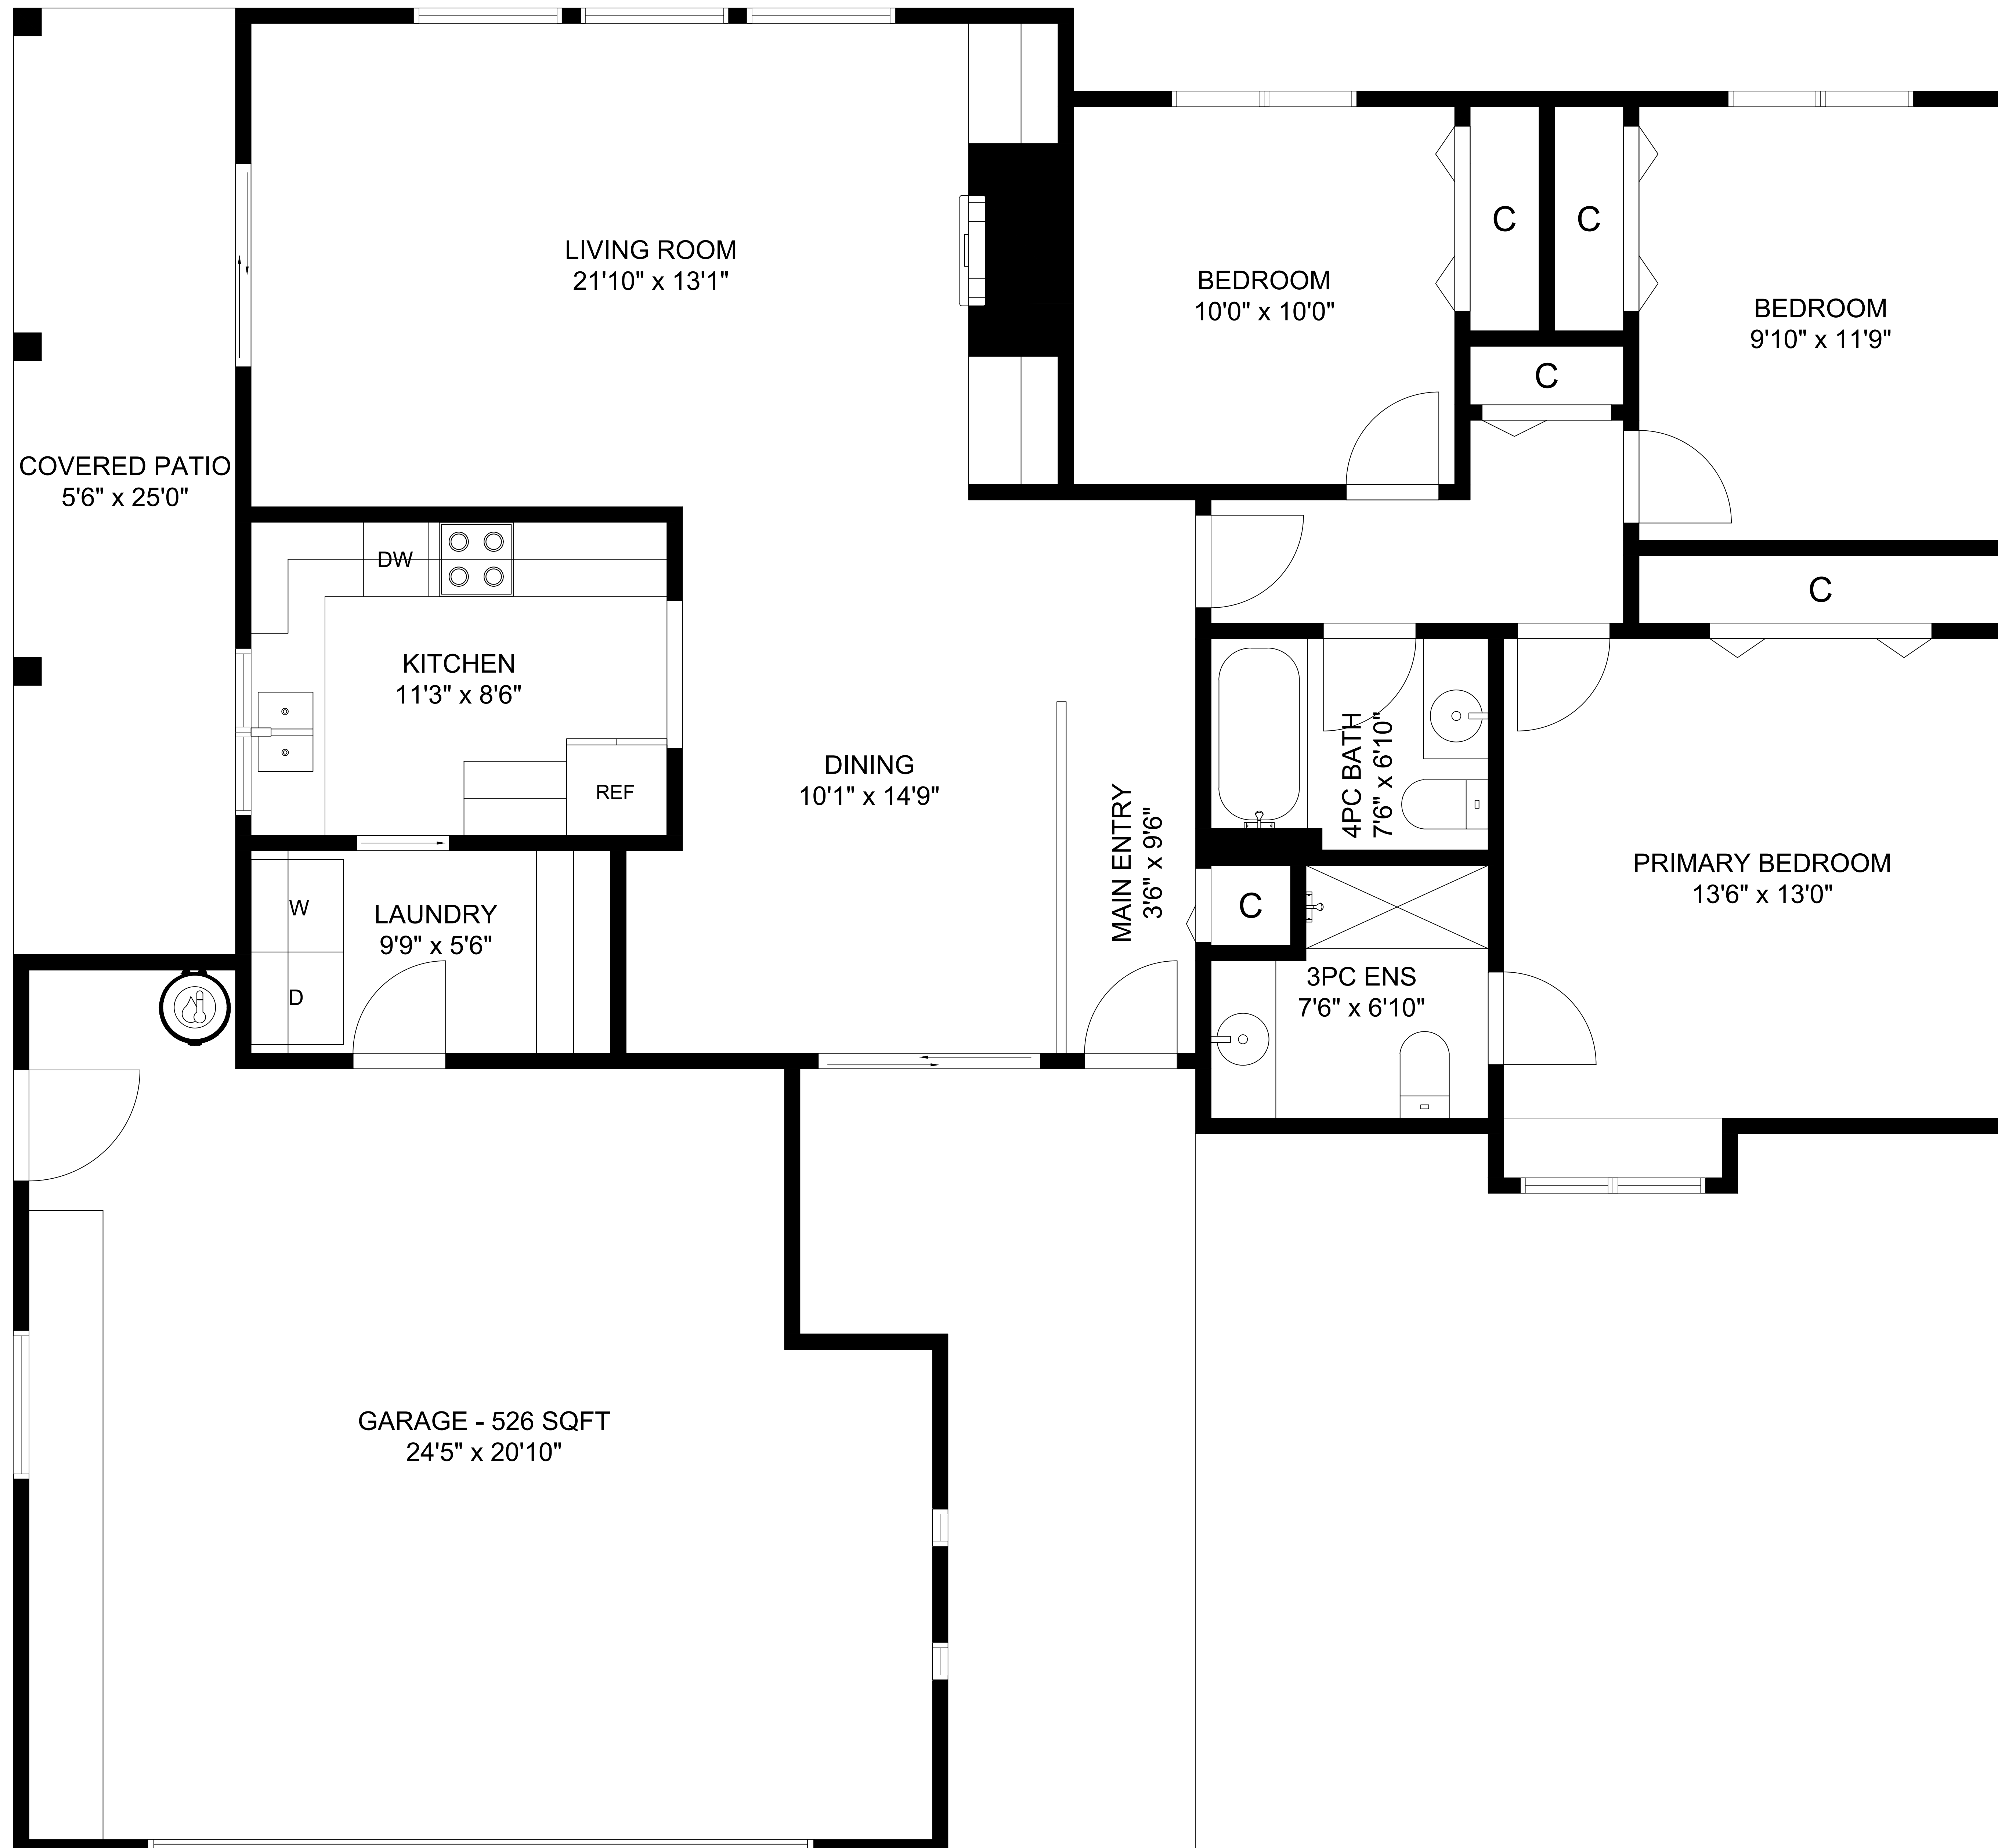 LIVING ROOM
21'10" x 13'1"
BEDROOM
10'0" x 10'0"
C
C
BEDROOM
9'10" x 11'9"
C
COVERED PATIO
5'6" x 25'0"
DW
C
KITCHEN
11'3" x 8'6"
REF
DINING
10'1" x 14'9"
MAIN ENTRY
3'6" x 9'6"
4PC BATH
7'6" x 6'10"
PRIMARY BEDROOM
13'6" x 13'0"
W
LAUNDRY
9'9" x 5'6"
D
C
3PC ENS
7'6" x 6'10"
GARAGE - 526 SQFT
24'5" x 20'10"